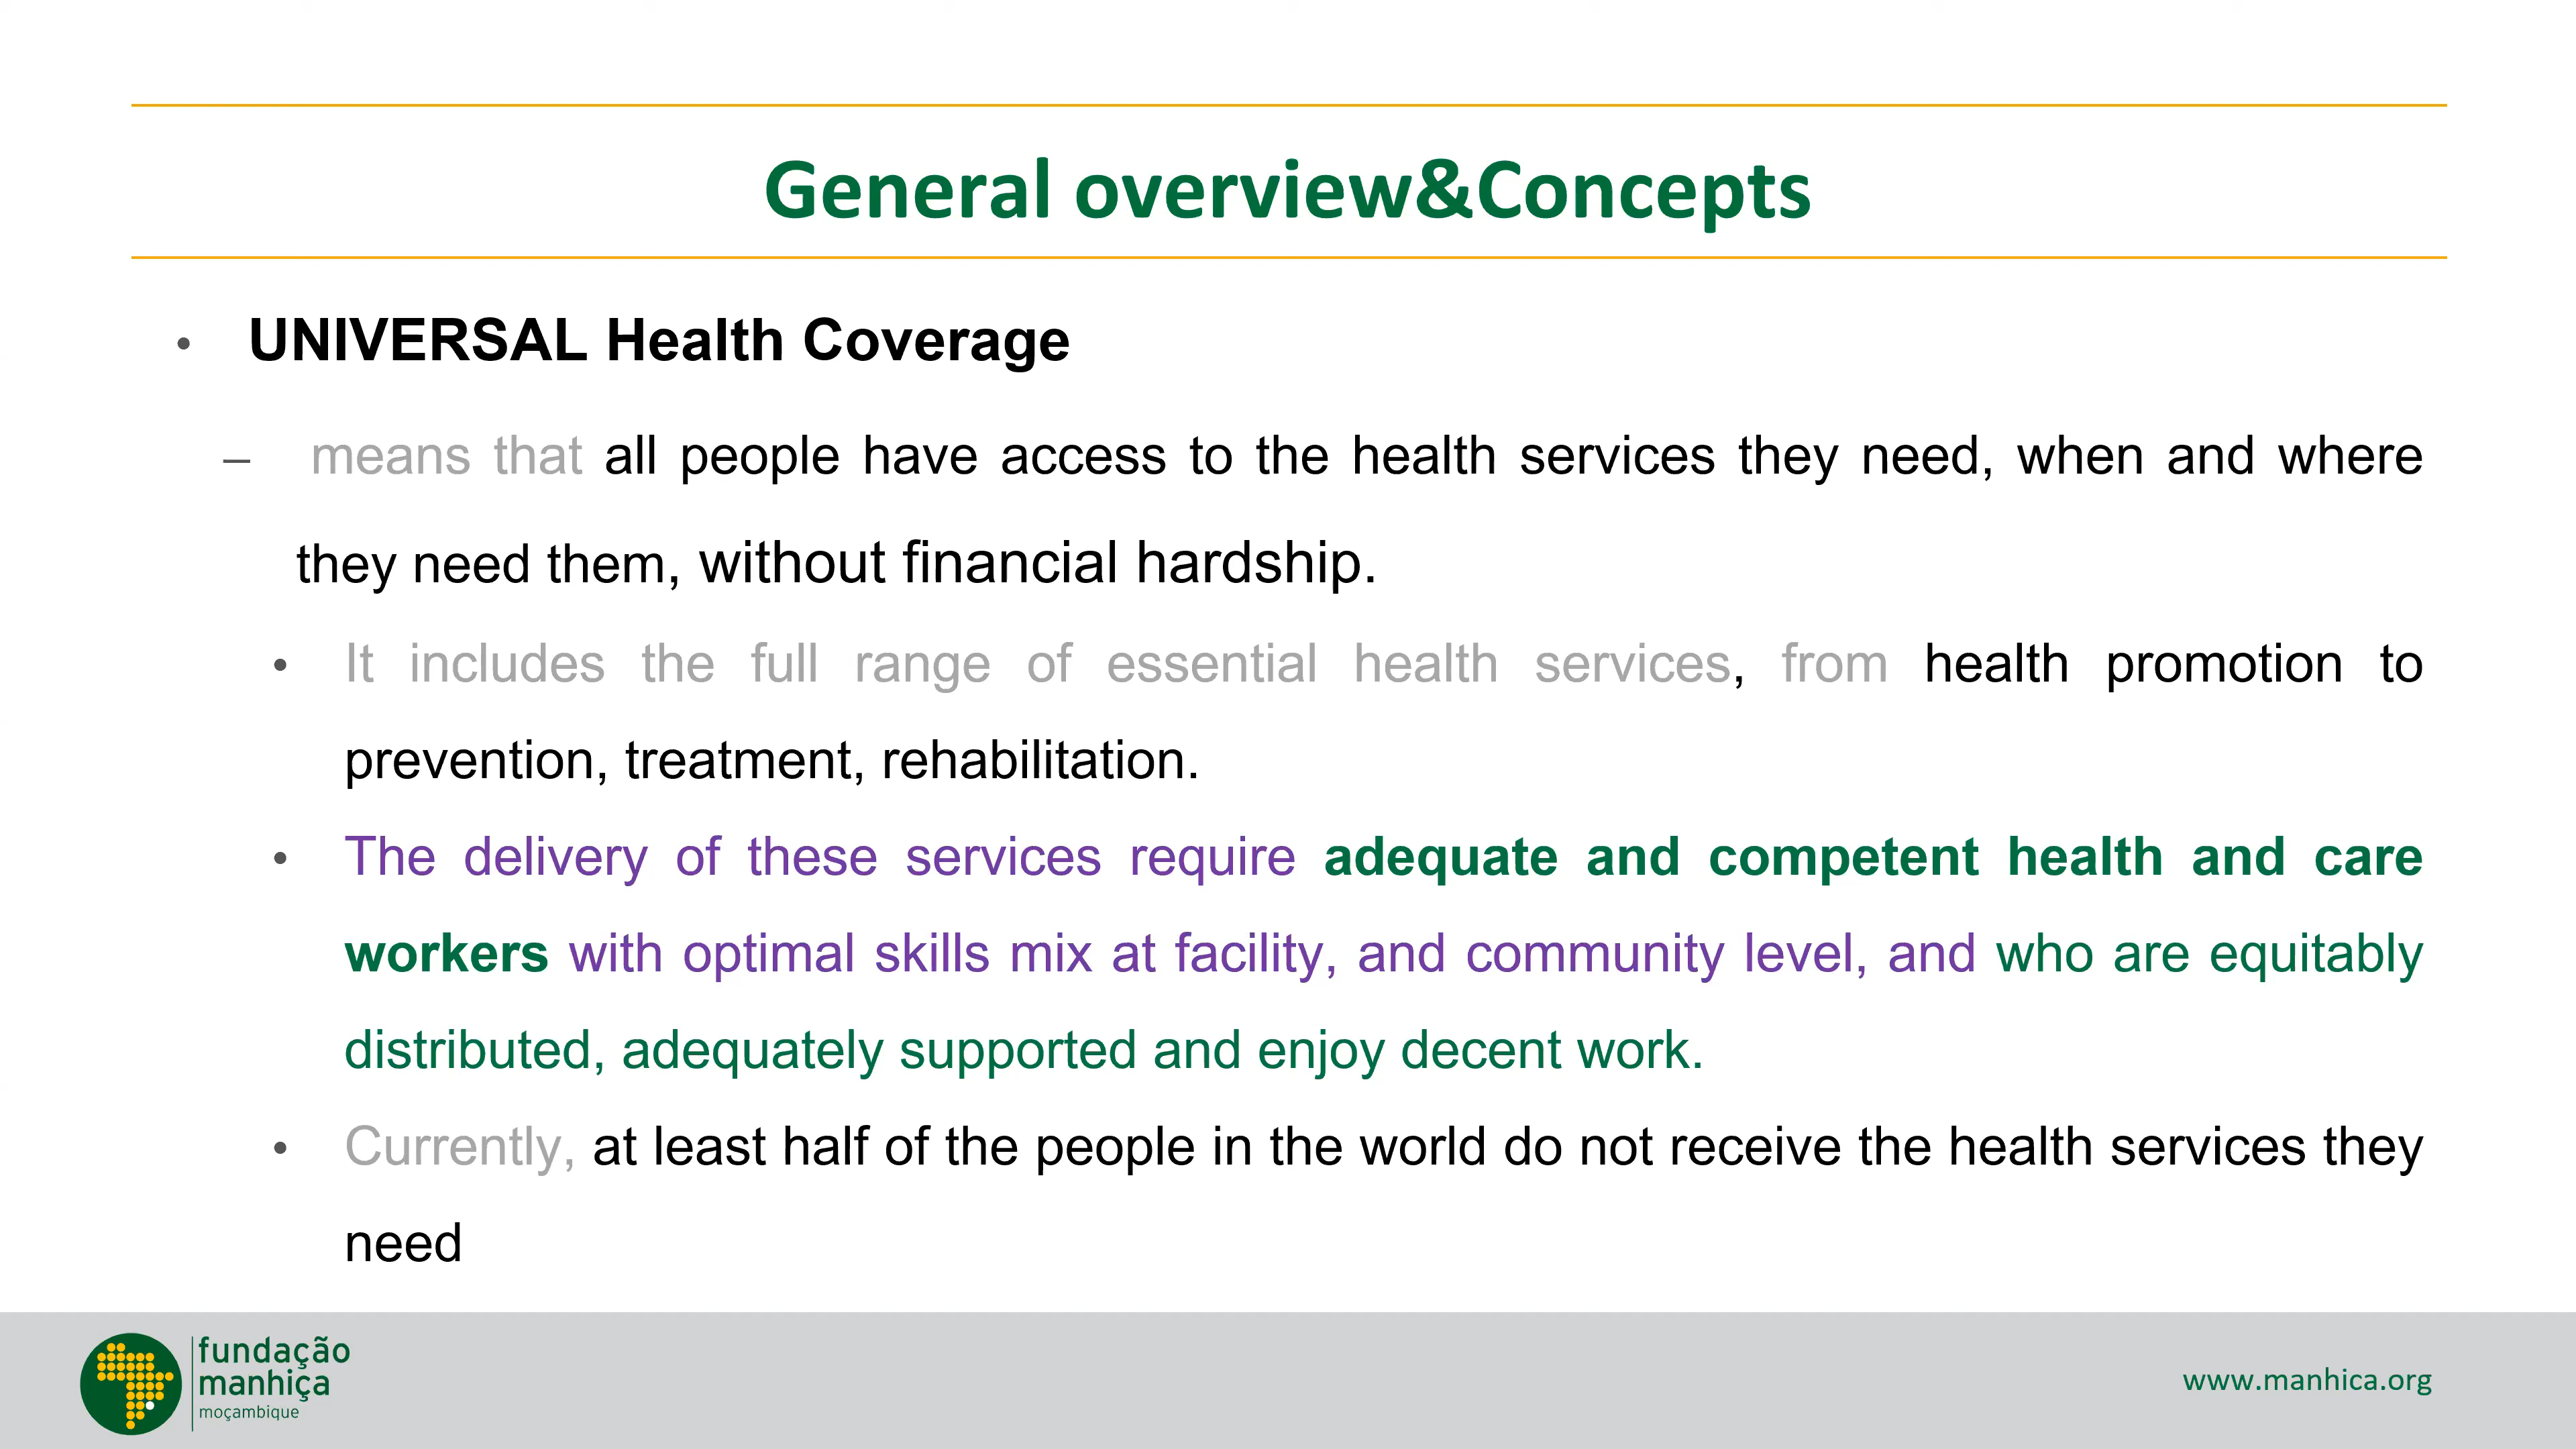 General overview&Concepts
• UNIVERSAL Health Coverage
– means that all people have access to the health services they need, when and where
they need them, without financial hardship.
• It includes the full range of essential health services, from health promotion to
prevention, treatment, rehabilitation.
• The delivery of these services require adequate and competent health and care
workers with optimal skills mix at facility, and community level, and who are equitably
distributed, adequately supported and enjoy decent work.
• Currently, at least half of the people in the world do not receive the health services they
need
fundação
manhiça
moçambique
www.manhica.org